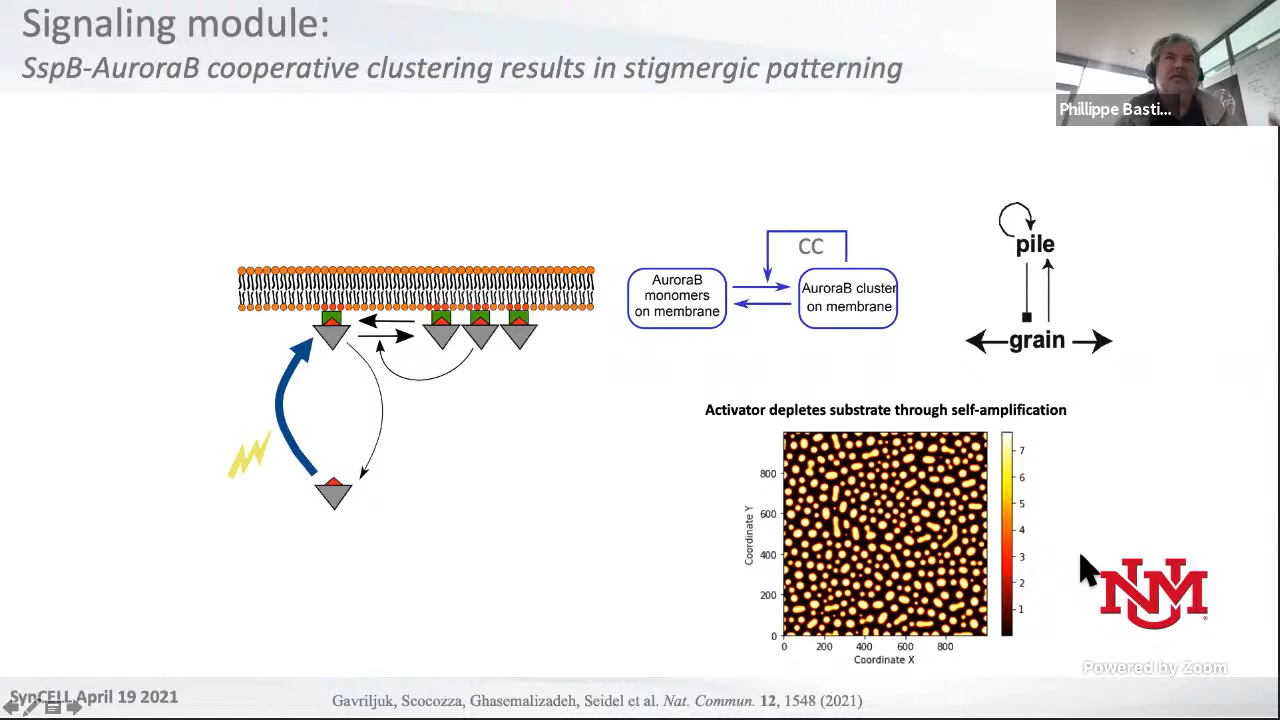 Signaling module:
SspB-AuroraB cooperative clustering results in stigmergic patterning
Phillippe Basti...
CC
AuroraB
monomers
on membrane
AuroraB cluster
on membrane
pile
grain
Activator depletes substrate through self-amplification
Coordinate Y
800
600
400
200
0
0 200 400 600 800
Coordinate X
7
6
5
4
3
2
1
UNM
Powered by Zoom
SynCELL April 19 2021
Gavriljuk, Scocozza, Ghasemalizadeh, Seidel et al. Nat. Commun. 12, 1548 (2021)